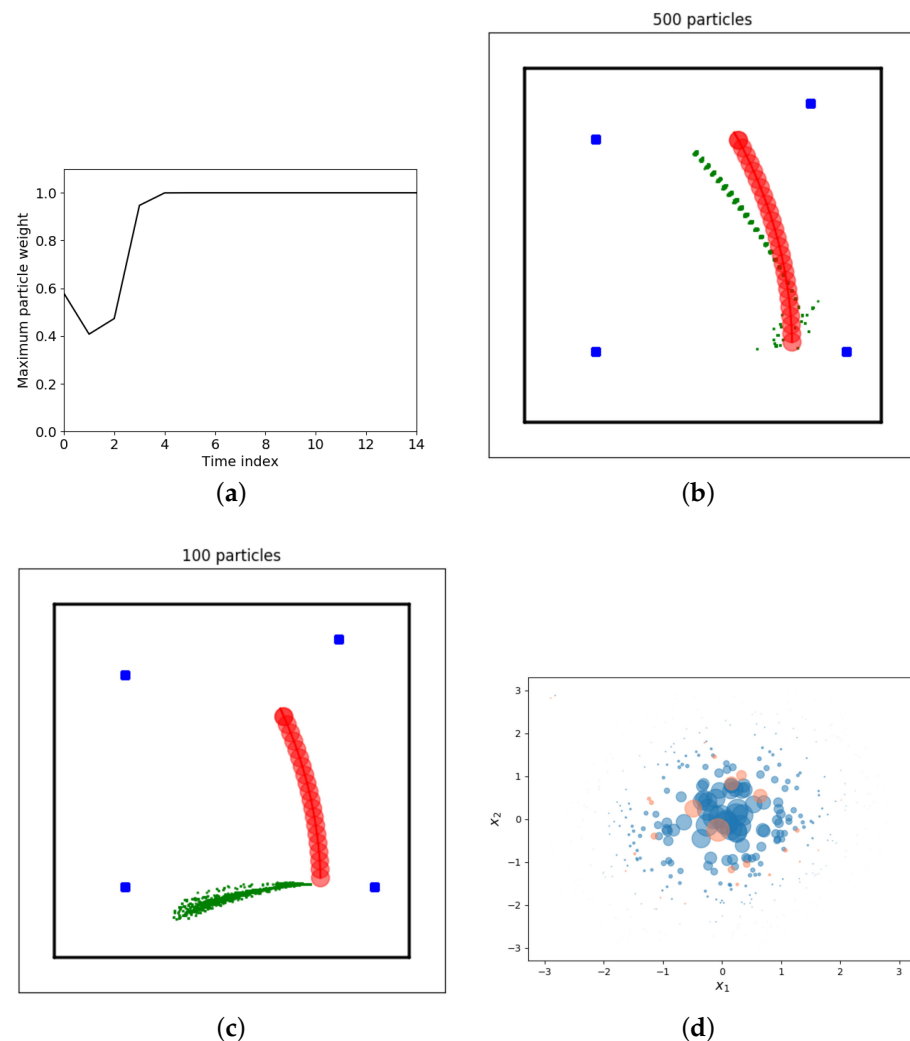 500 particles
Maximum particle weight
1.0
0.8
0.6
0.4
0.2
0.0
0 2 4 6 8 10 12 14
Time index
(a)
(b)
100 particles
x₂
3
2
1
0
−1
−2
−3
−3 −2 −1 0 1 2 3
x₁
(c)
(d)